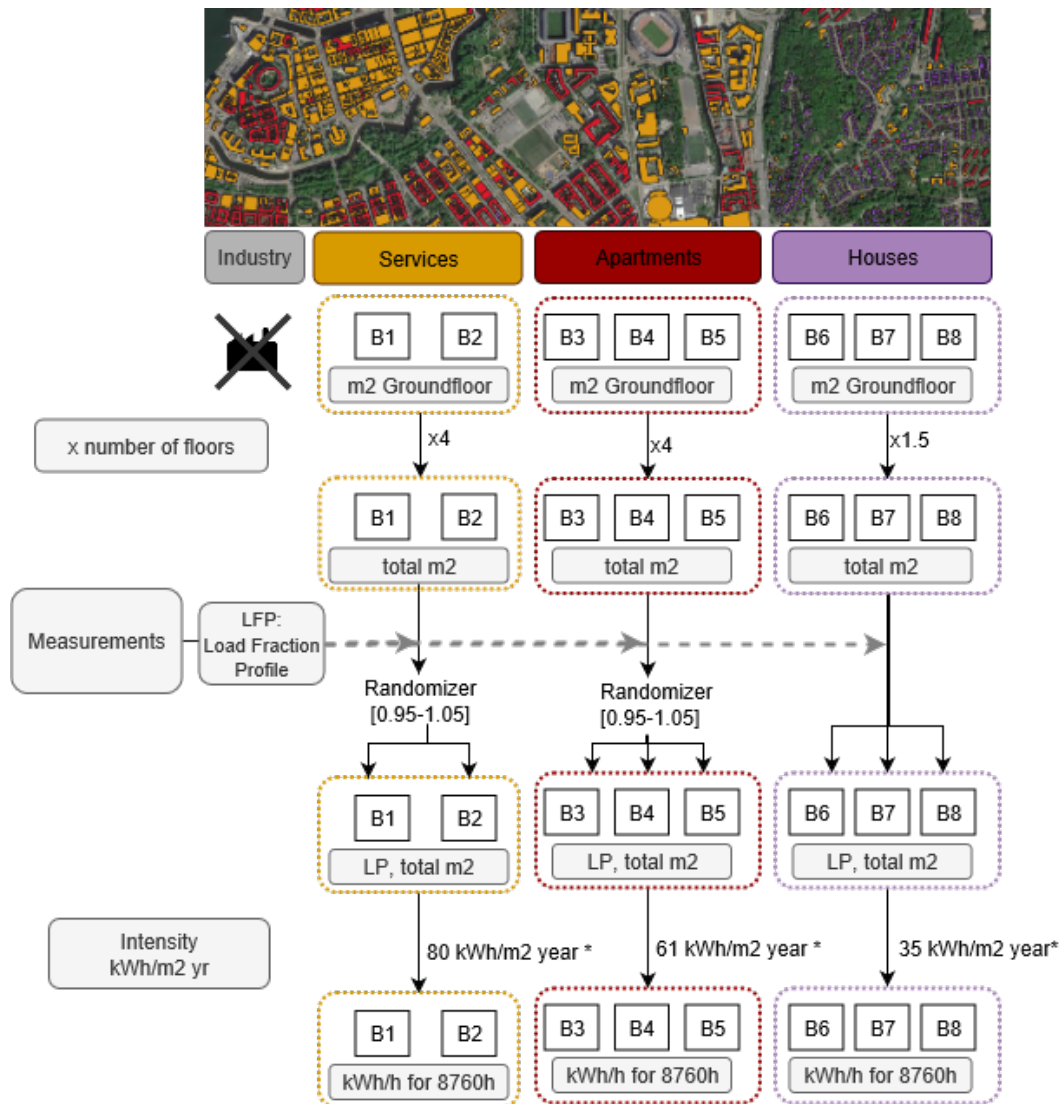 Industry
Services
Apartments
Houses
B1
B2
B3
B4
B5
B6
B7
B8
m2 Groundfloor
m2 Groundfloor
m2 Groundfloor
x number of floors
x4
x4
x1.5
B1
B2
B3
B4
B5
B6
B7
B8
total m2
total m2
total m2
Measurements
LFP:
Load Fraction
Profile
Randomizer
[0.95-1.05]
Randomizer
[0.95-1.05]
B1
B2
B3
B4
B5
B6
B7
B8
LP, total m2
LP, total m2
LP, total m2
Intensity
kWh/m2 yr
80 kWh/m2 year *
61 kWh/m2 year *
35 kWh/m2 year*
B1
B2
B3
B4
B5
B6
B7
B8
kWh/h for 8760h
kWh/h for 8760h
kWh/h for 8760h